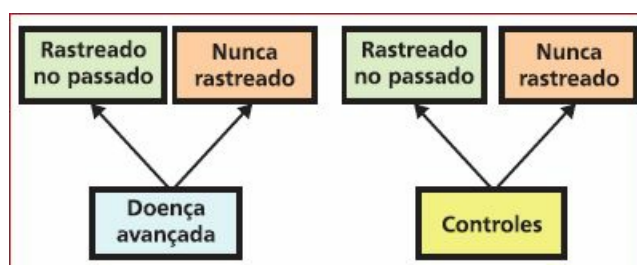 Rastreado
no passado
Nunca
rastreado
Rastreado
no passado
Nunca
rastreado
Doença
avançada
Controles